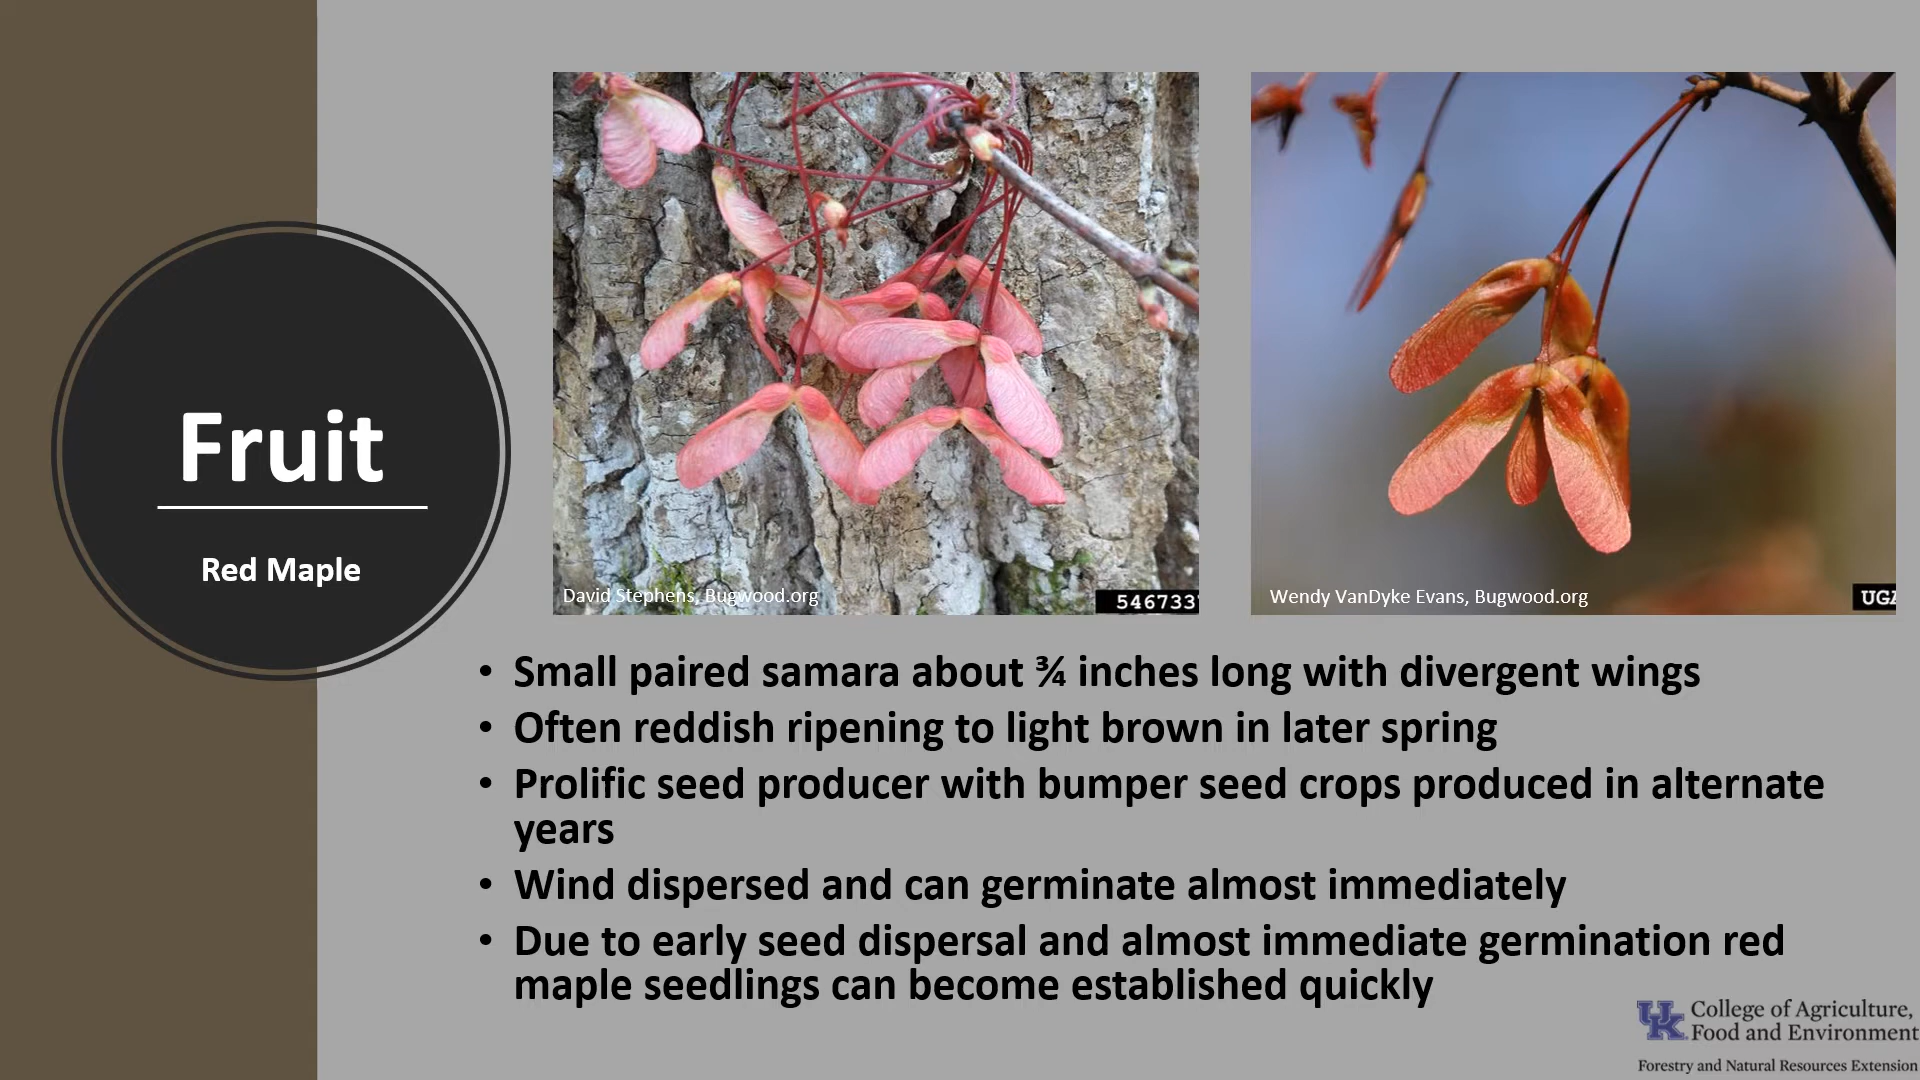 Fruit
Red Maple
David Stephens, Bugwood.org
546733
Wendy VanDyke Evans, Bugwood.org
• Small paired samara about ¾ inches long with divergent wings
• Often reddish ripening to light brown in later spring
• Prolific seed producer with bumper seed crops produced in alternate
years
• Wind dispersed and can germinate almost immediately
• Due to early seed dispersal and almost immediate germination red
maple seedlings can become established quickly
UK College of Agriculture,
Food and Environment
Forestry and Natural Resources Extension